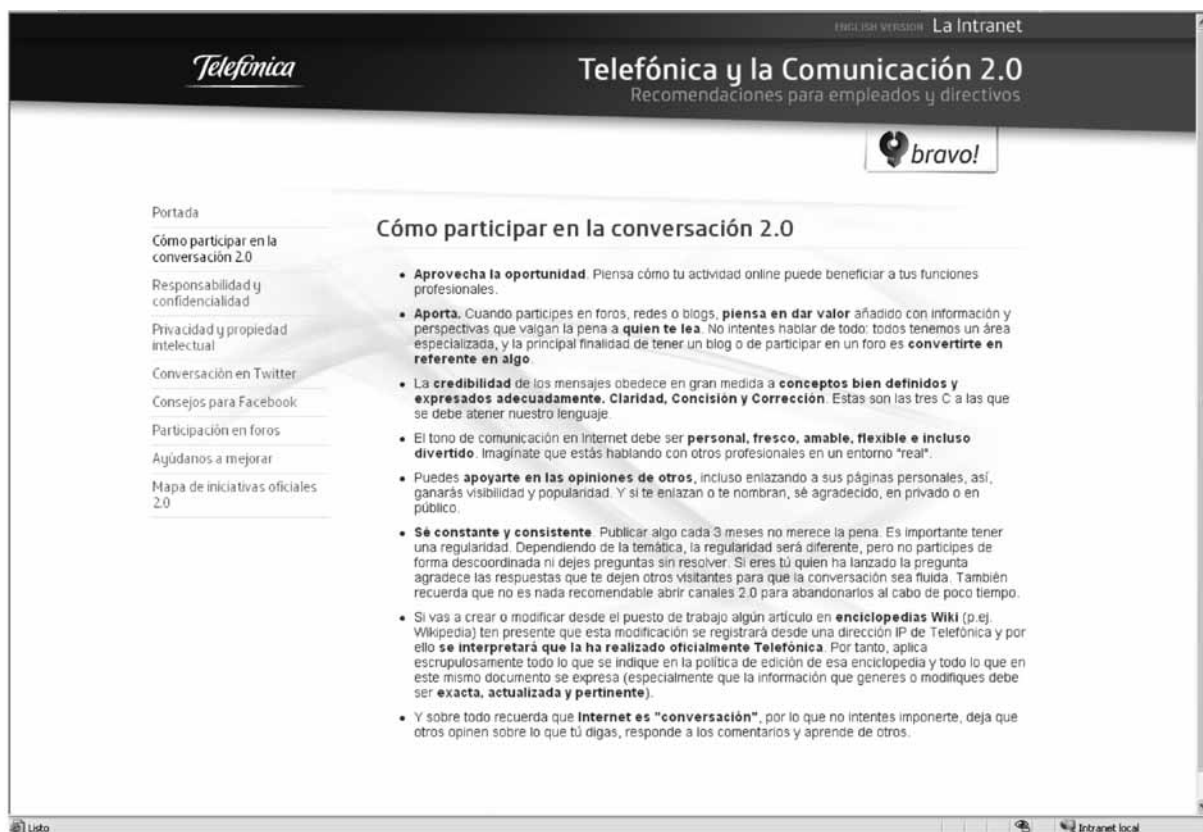 ENGLISH VERSION La Intranet
Telefónica
Telefónica y la Comunicación 2.0
Recomendaciones para empleados y directivos
bravo!
Portada
Cómo participar en la
conversación 2.0
Responsabilidad y
confidencialidad
Privacidad y propiedad
intelectual
Conversación en Twitter
Consejos para Facebook
Participación en foros
Ayúdanos a mejorar
Mapa de iniciativas oficiales
2.0
Cómo participar en la conversación 2.0
• Aprovecha la oportunidad. Piensa cómo tu actividad online puede beneficiar a tus funciones
profesionales.
• Aporta. Cuando participes en foros, redes o blogs, piensa en dar valor añadido con información y
perspectivas que valgan la pena a quien te lea. No intentes hablar de todo: todos tenemos un área
especializada, y la principal finalidad de tener un blog o de participar en un foro es convertirte en
referente en algo.
• La credibilidad de los mensajes obedece en gran medida a conceptos bien definidos y
expresados adecuadamente. Claridad, Concisión y Corrección. Estas son las tres C a las que
se debe atener nuestro lenguaje.
• El tono de comunicación en Internet debe ser personal, fresco, amable, flexible e incluso
divertido. Imagínate que estás hablando con otros profesionales en un entorno "real".
• Puedes apoyarte en las opiniones de otros, incluso enlazando a sus páginas personales, así,
ganarás visibilidad y popularidad. Y si te enlazan o te nombran, sé agradecido, en privado o en
público.
• Sé constante y consistente. Publicar algo cada 3 meses no merece la pena. Es importante tener
una regularidad. Dependiendo de la temática, la regularidad será diferente, pero no participes de
forma descoordinada ni dejes preguntas sin resolver. Si eres tú quien ha lanzado la pregunta
agradece las respuestas que te dejen otros visitantes para que la conversación sea fluida. También
recuerda que no es nada recomendable abrir canales 2.0 para abandonarlos al cabo de poco tiempo.
• Si vas a crear o modificar desde el puesto de trabajo algún artículo en enciclopedias Wiki (p.ej.
Wikipedia) ten presente que esta modificación se registrará desde una dirección IP de Telefónica y por
ello se interpretará que la ha realizado oficialmente Telefónica. Por tanto, aplica
escrupulosamente todo lo que se indique en la política de edición de esa enciclopedia y todo lo que en
este mismo documento se expresa (especialmente que la información que generes o modifiques debe
ser exacta, actualizada y pertinente).
• Y sobre todo recuerda que Internet es "conversación", por lo que no intentes imponerte, deja que
otros opinen sobre lo que tú digas, responde a los comentarios y aprende de otros.
Listo
Intranet local